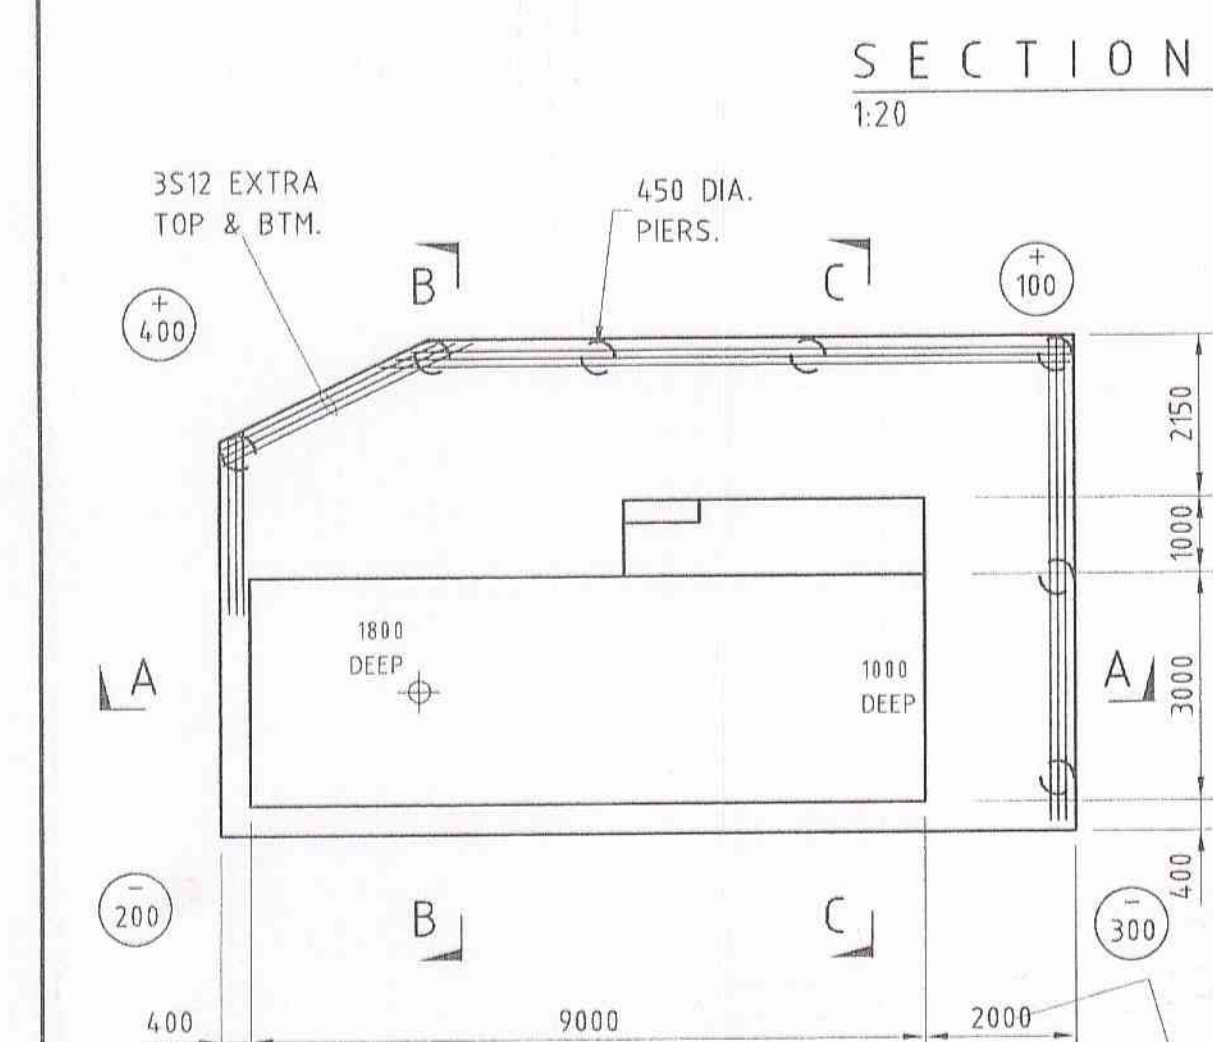 SECTION
1:20
3S12 EXTRA
TOP & BTM.
450 DIA.
PIERS.
B
C
+
100
+
400
2150
1000
1800
DEEP
1000
DEEP
A
A
3000
400
-
200
B
C
-
300
400
9000
2000